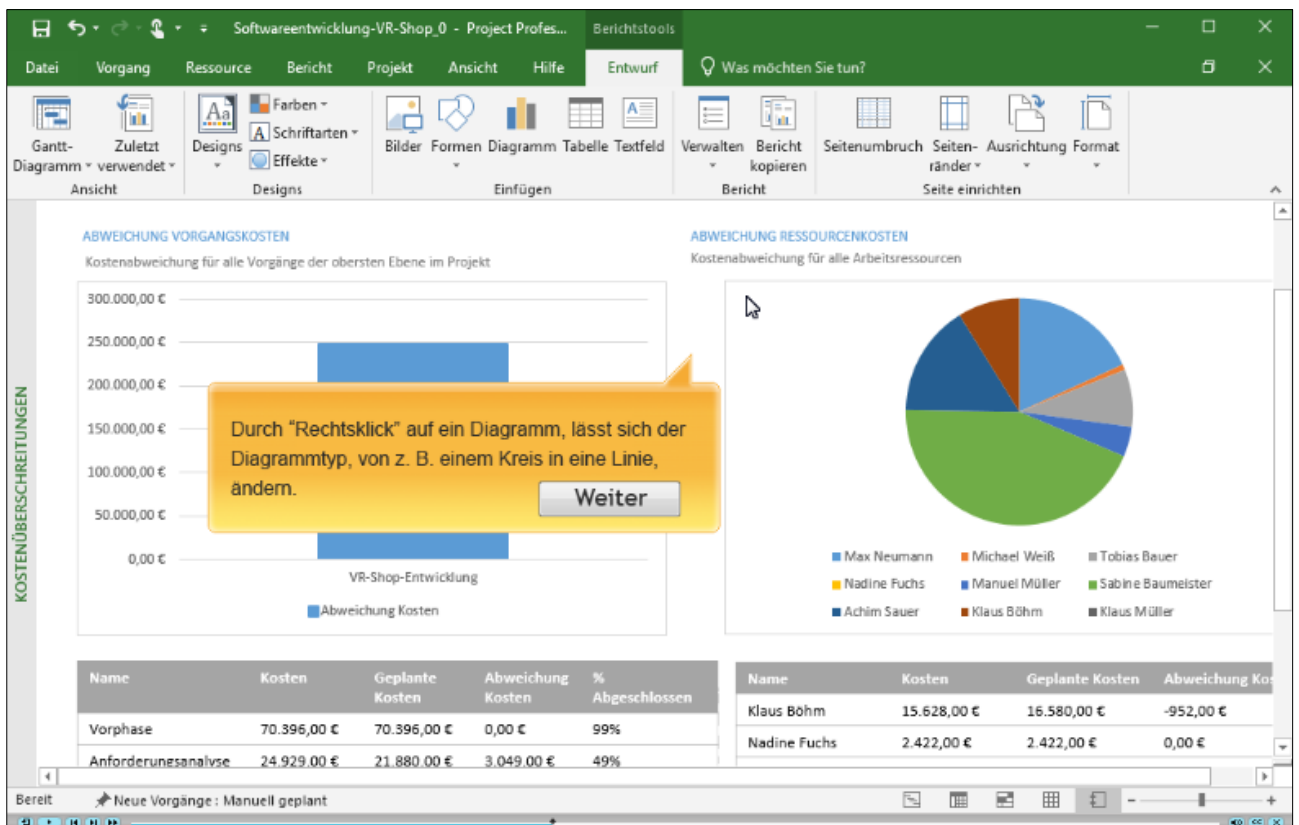 Softwareentwicklung-VR-Shop_0 - Project Profes... Berichtstools
Datei Vorgang Ressource Bericht Projekt Ansicht Hilfe Entwurf Was möchten Sie tun?
Gantt-
Diagramm
Zuletzt
verwendet
Ansicht
Designs
Farben
Schriftarten
Effekte
Designs
Bilder Formen Diagramm Tabelle Textfeld
Einfügen
Verwalten
Bericht
kopieren
Bericht
Seitenumbruch
Seiten-
ränder
Ausrichtung Format
Seite einrichten
KOSTENÜBERSCHREITUNGEN
ABWEICHUNG VORGANGSKOSTEN
Kostenabweichung für alle Vorgänge der obersten Ebene im Projekt
300.000,00 €
250.000,00 €
200.000,00 €
150.000,00 €
100.000,00 €
50.000,00 €
0,00 €
VR-Shop-Entwicklung
Abweichung Kosten
Durch "Rechtsklick" auf ein Diagramm, lässt sich der
Diagrammtyp, von z. B. einem Kreis in eine Linie,
ändern.
Weiter
ABWEICHUNG RESSOURCENKOSTEN
Kostenabweichung für alle Arbeitsressourcen
Max Neumann Michael Weiß Tobias Bauer
Nadine Fuchs Manuel Müller Sabine Baumeister
Achim Sauer Klaus Böhm Klaus Müller
Name Kosten Geplante Kosten Abweichung Kosten % Abgeschlossen
Vorphase 70.396,00 € 70.396,00 € 0,00 € 99%
Anforderungsanalyse 24.929,00 € 21.880,00 € 3.049,00 € 49%
Name Kosten Geplante Kosten Abweichung Kos
Klaus Böhm 15.628,00 € 16.580,00 € -952,00 €
Nadine Fuchs 2.422,00 € 2.422,00 € 0,00 €
Bereit Neue Vorgänge : Manuell geplant
CC